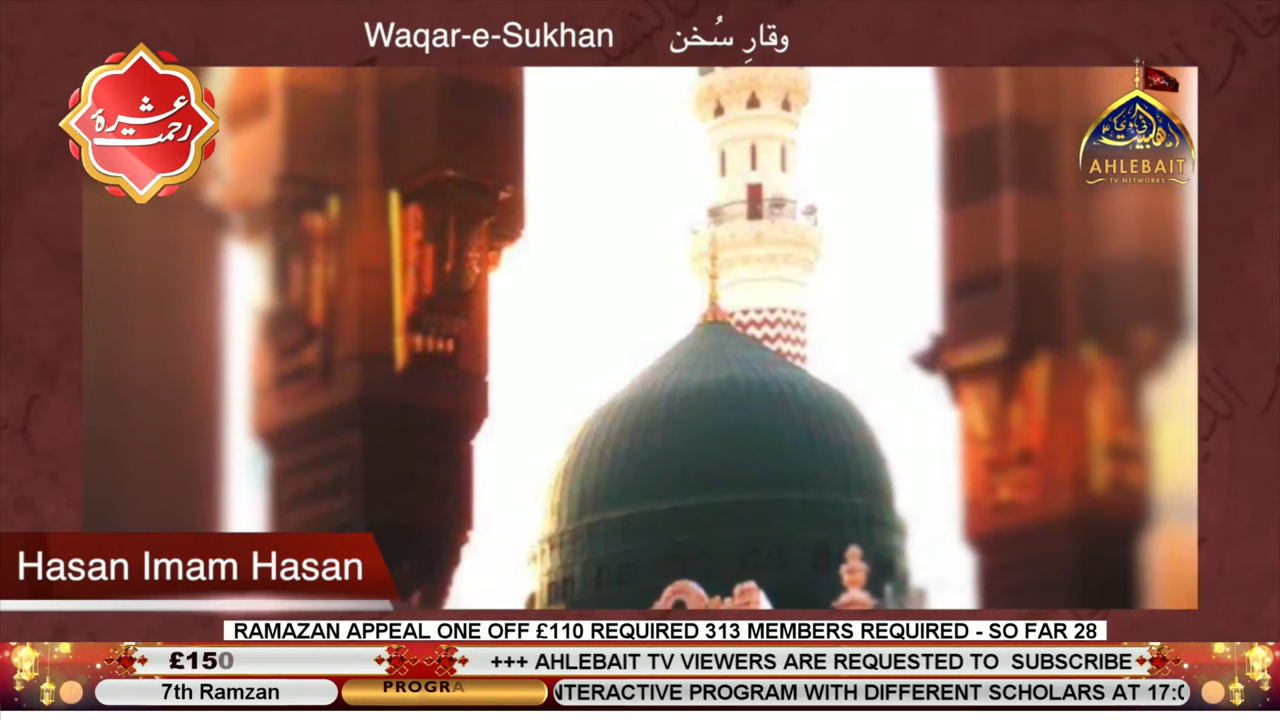 Waqar-e-Sukhan وقارِ سُخن
عشرۂ رحمت
AHLEBAIT
TV NETWORKS
Hasan Imam Hasan
RAMAZAN APPEAL ONE OFF £110 REQUIRED 313 MEMBERS REQUIRED - SO FAR 28
£150 +++ AHLEBAIT TV VIEWERS ARE REQUESTED TO SUBSCRIBE
7th Ramzan PROGRA NTERACTIVE PROGRAM WITH DIFFERENT SCHOLARS AT 17:0